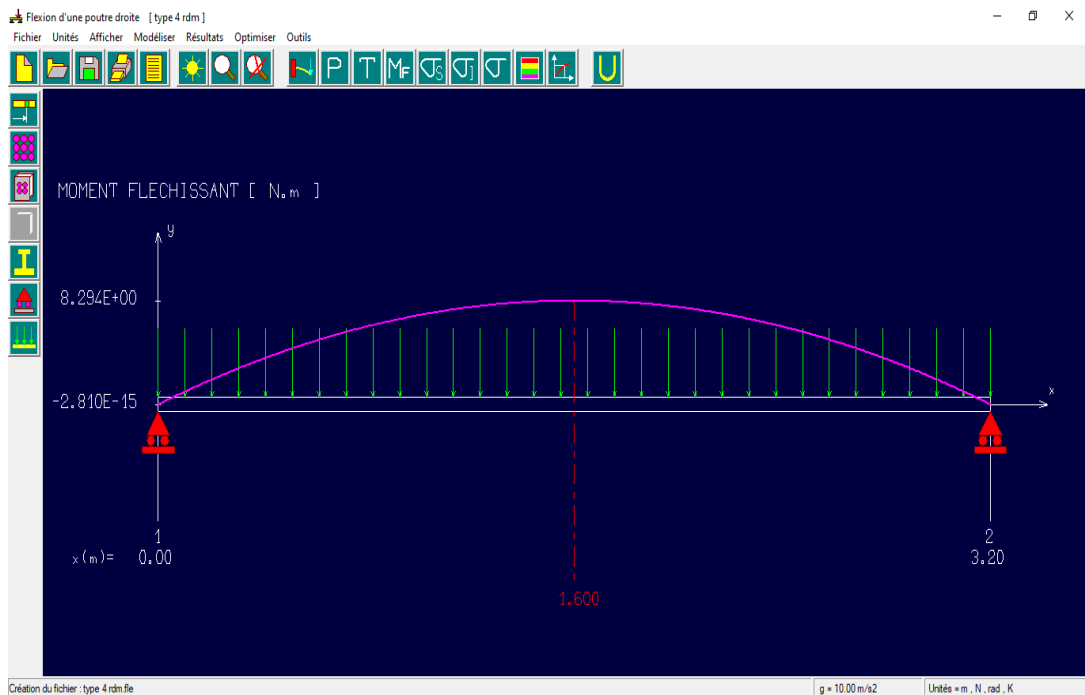 Flexion d'une poutre droite [ type 4 rdm ]
Fichier Unités Afficher Modéliser Résultats Optimiser Outils
P T MF σS σJ σ U
MOMENT FLECHISSANT [ N.m ]
y
8.294E+00
-2.810E-15
x
1 2
x(m)= 0.00 3.20
1.600
Création du fichier : type 4 rdm.fle g = 10.00 m/s2 Unités = m , N , rad , K